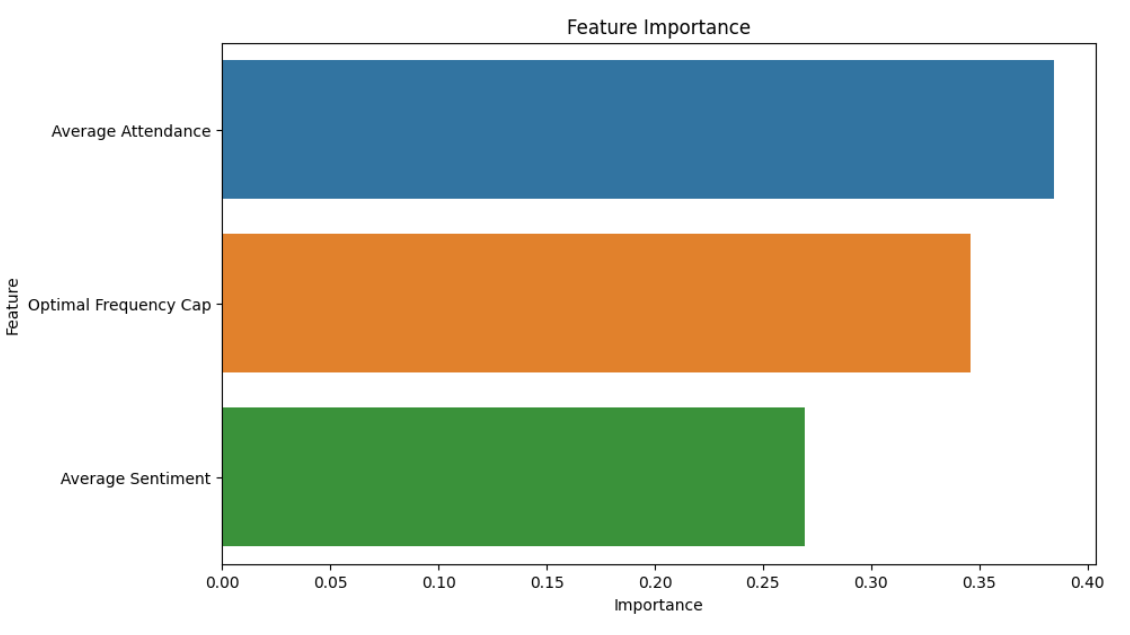 Feature Importance
Feature
Average Attendance
Optimal Frequency Cap
Average Sentiment
0.00 0.05 0.10 0.15 0.20 0.25 0.30 0.35 0.40
Importance